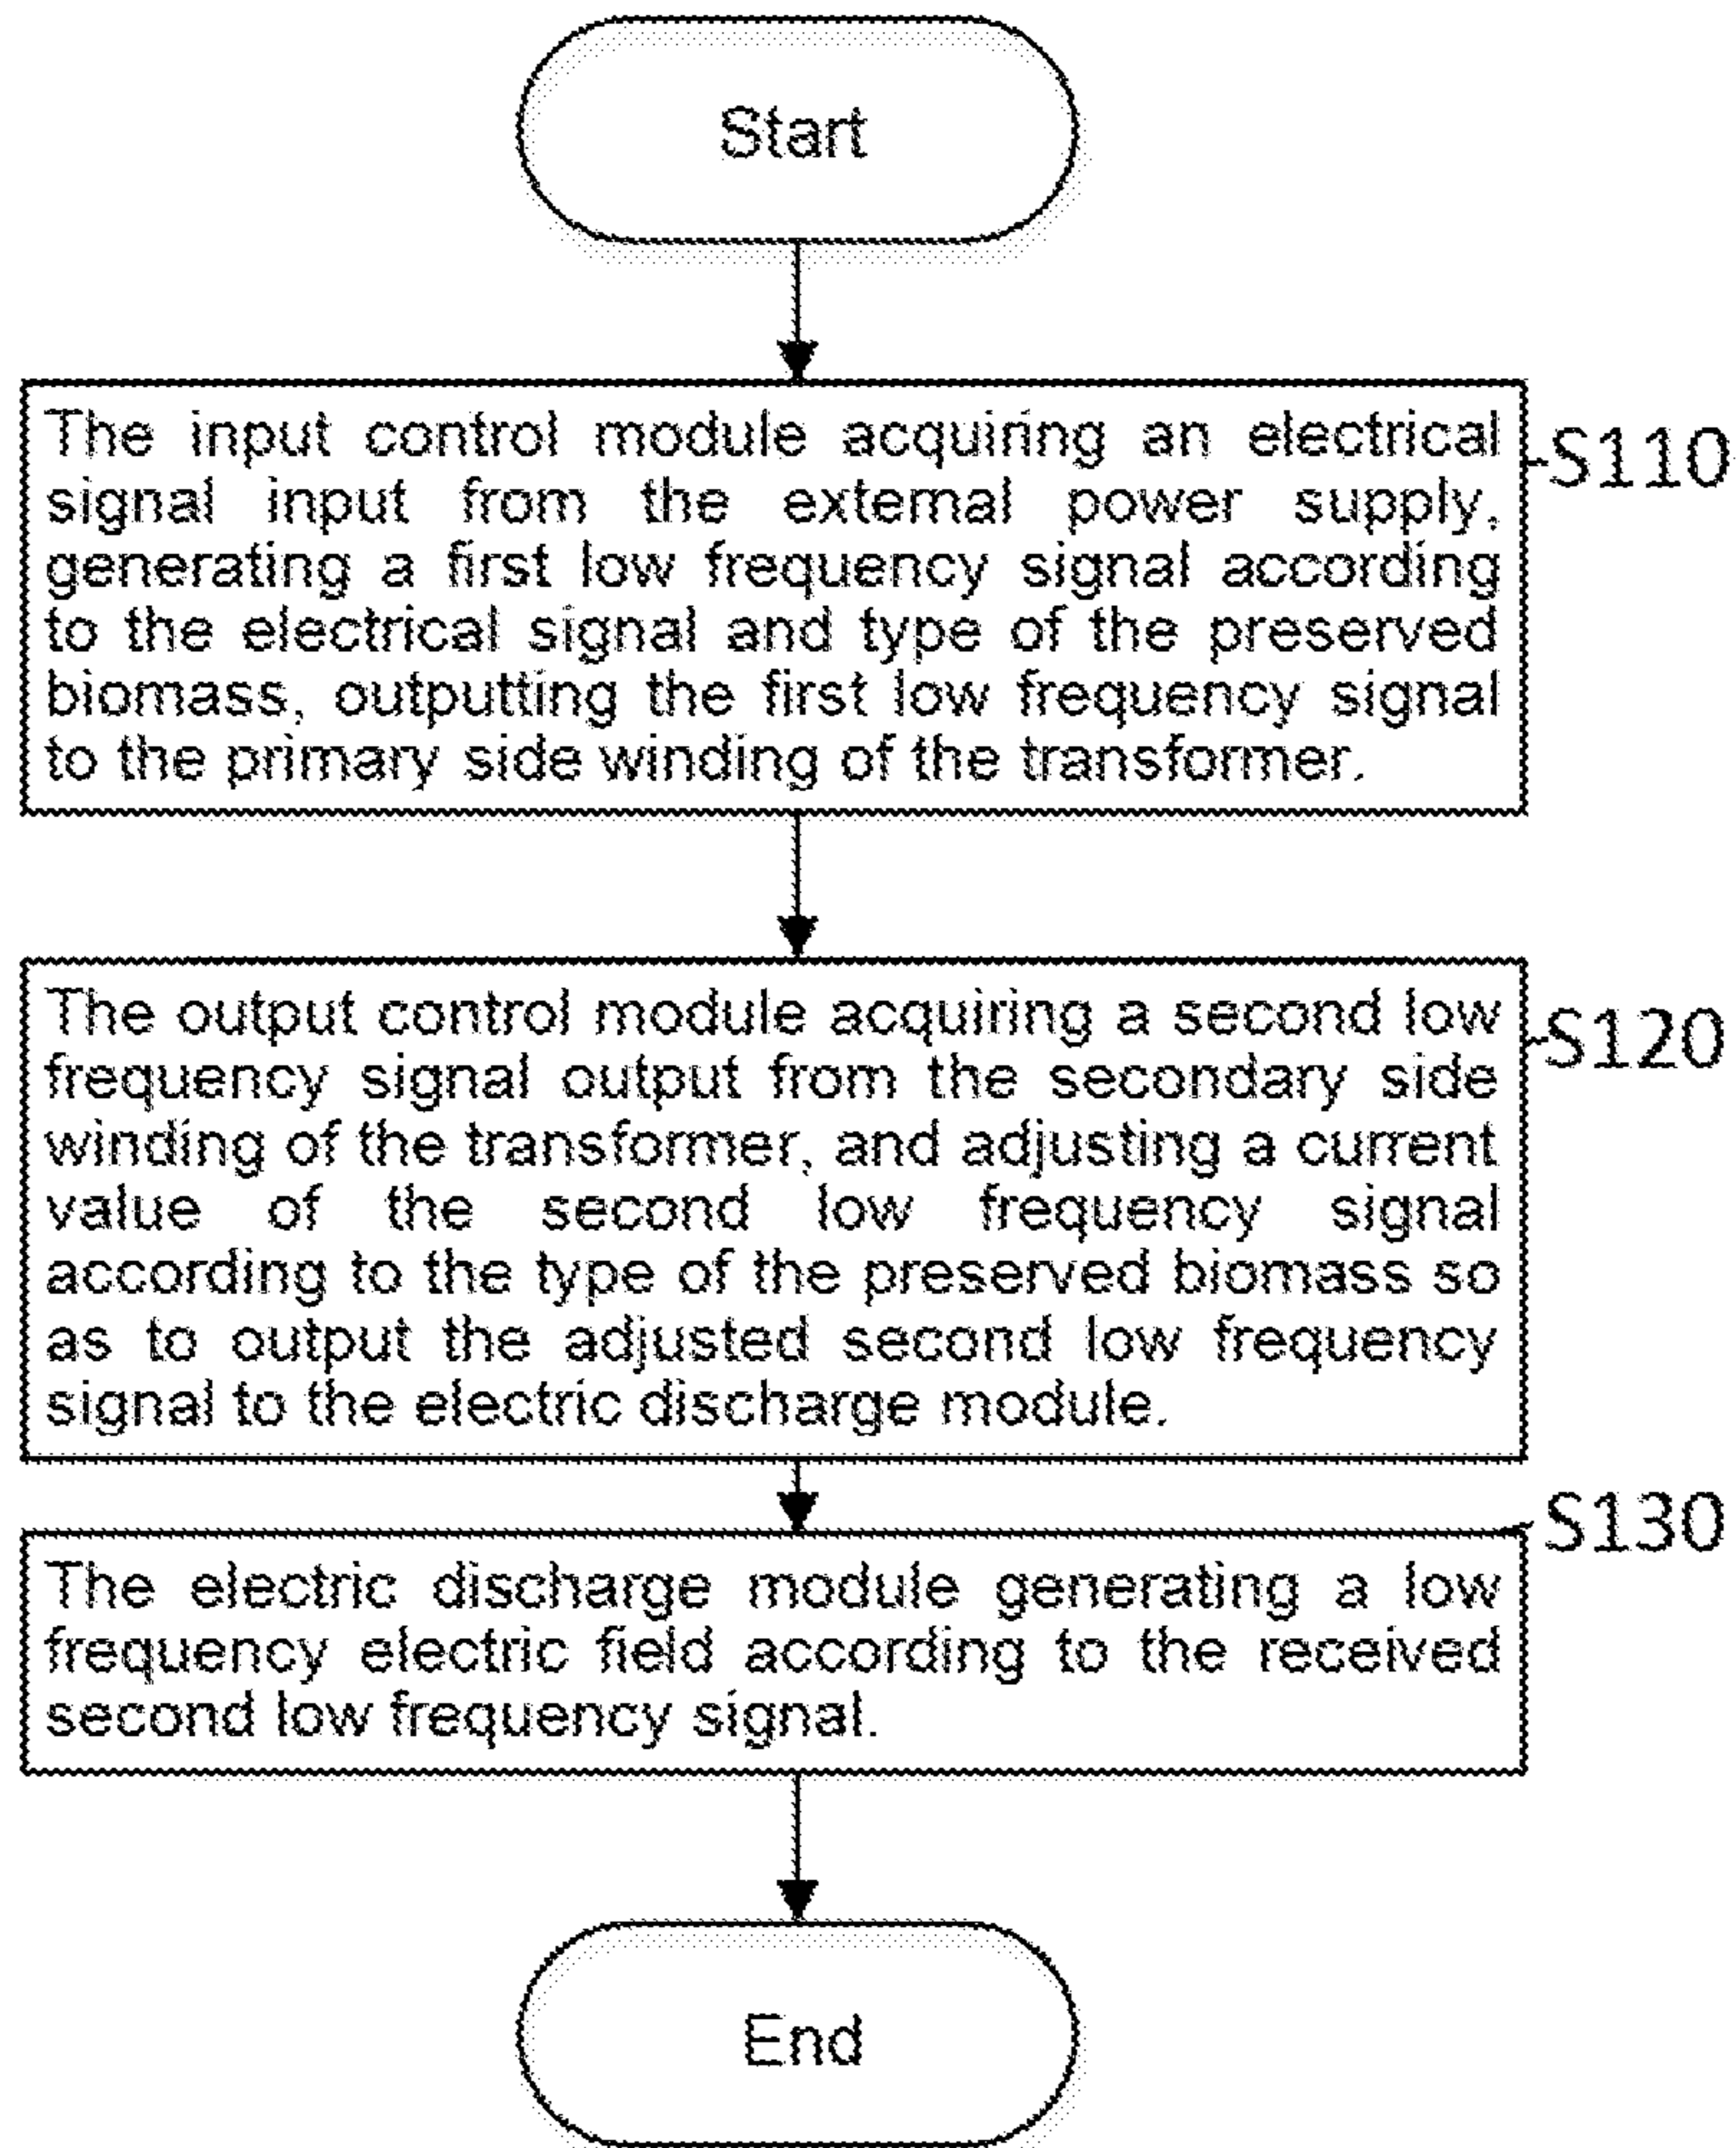 Start
The input control module acquiring an electrical
S110
signal input from the external power supply,
generating a first low frequency signal according
to the electrical signal and type of the preserved
biomass, outputting the first low frequency signal
to the primary side winding of the transformer.
The output control module acquiring a second low
S120
frequency signal output from the secondary side
winding of the transformer, and adjusting a current
value of the second low frequency signal
according to the type of the preserved biomass so
as to output the adjusted second low frequency
signal to the electric discharge module.
S130
The electric discharge module generating a low
frequency electric field according to the received
second low frequency signal.
End